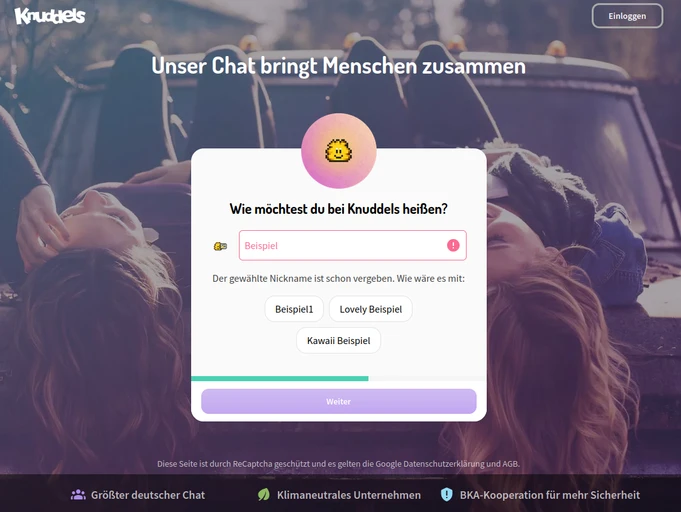 Knuddels
Einloggen
Unser Chat bringt Menschen zusammen
Wie möchtest du bei Knuddels heißen?
Beispiel
Der gewählte Nickname ist schon vergeben. Wie wäre es mit:
Beispiel1
Lovely Beispiel
Kawaii Beispiel
Weiter
Diese Seite ist durch ReCaptcha geschützt und es gelten die Google Datenschutzerklärung und AGB.
Größter deutscher Chat
Klimaneutrales Unternehmen
BKA-Kooperation für mehr Sicherheit